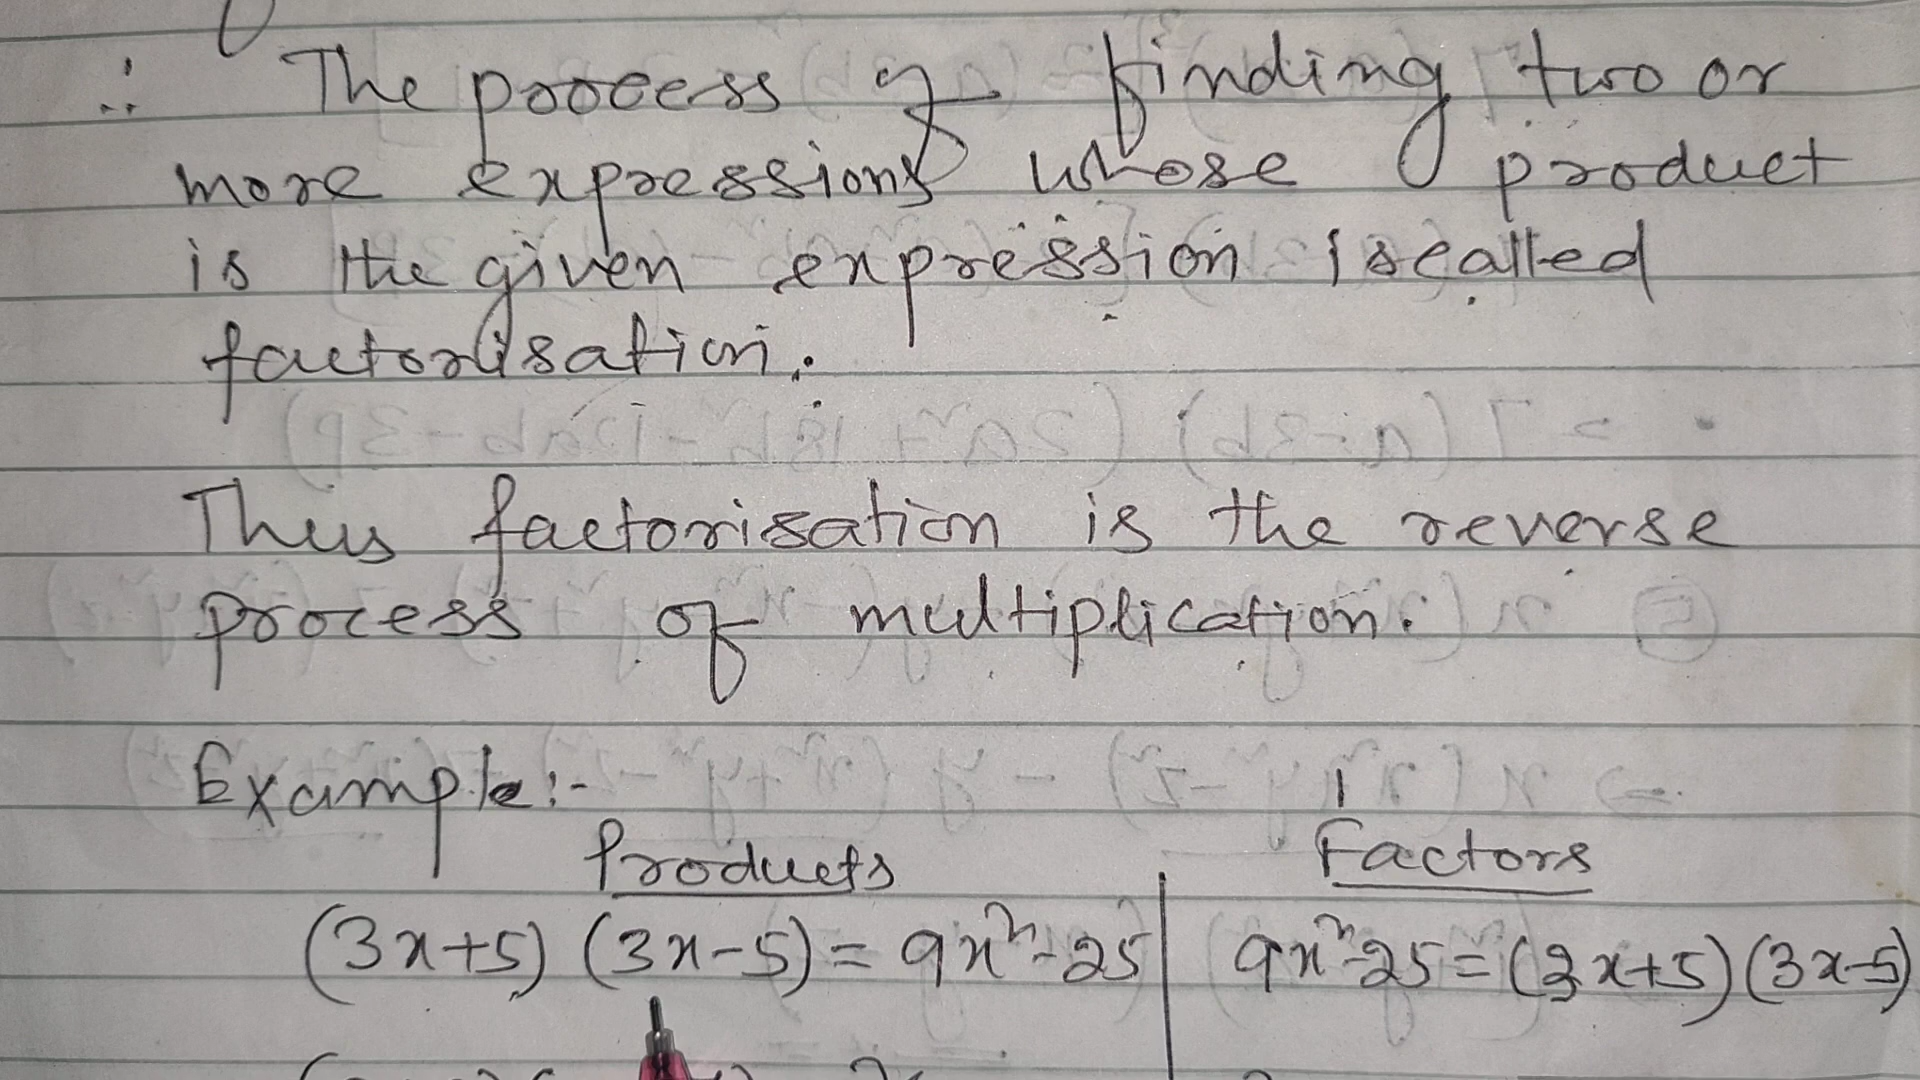 ∴ The process of finding two or
more expressions whose product
is the given expression is called
factorisation.
Thus factorisation is the reverse
process of multiplication.
Example:-
Products Factors
(3x+5) (3x-5) = 9x²-25 | 9x²-25 = (3x+5)(3x-5)